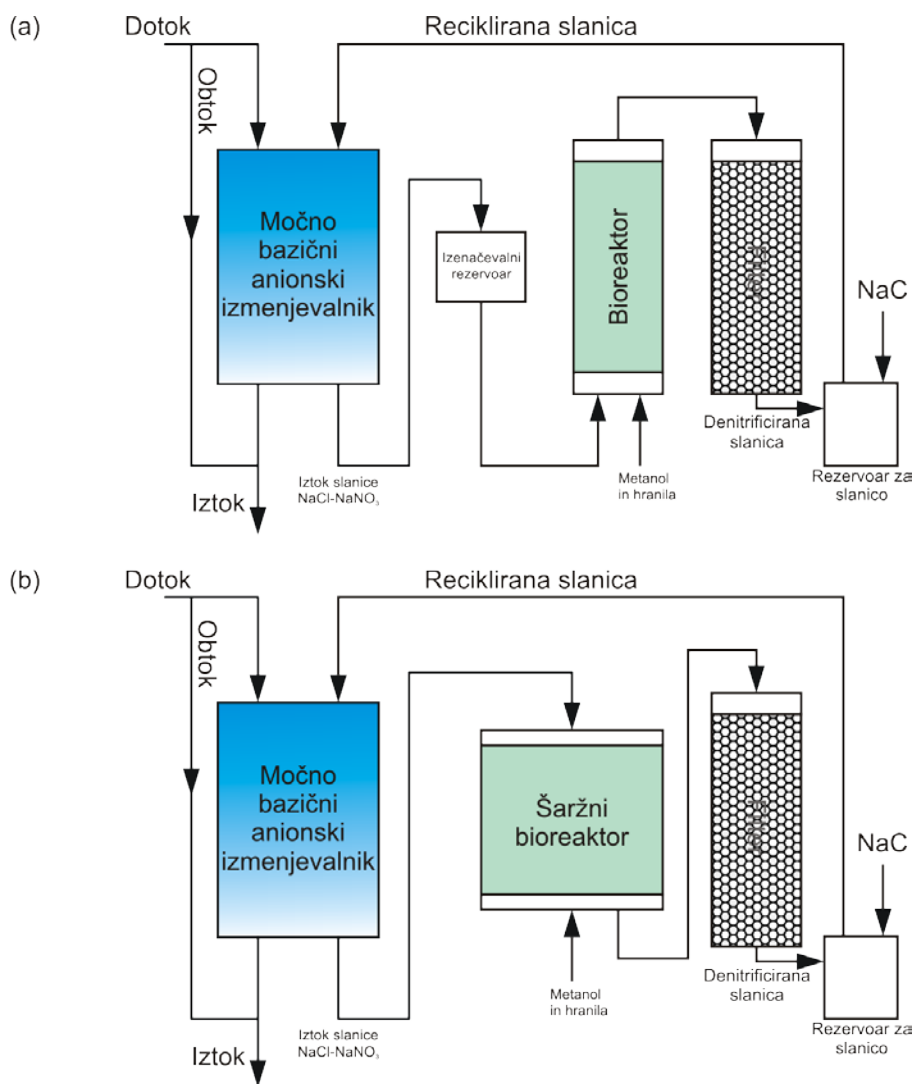 (a)
Dotok
Reciklirana slanica
Obtok
Močno
bazični
anionski
izmenjevalnik
Izenačevalni
rezervoar
Bioreaktor
Filter
NaC
Denitrificirana
slanica
Metanol
in hranila
Iztok slanice
NaCl-NaNO₃
Rezervoar za
slanico
Iztok
(b)
Dotok
Reciklirana slanica
Obtok
Močno
bazični
anionski
izmenjevalnik
Šaržni
bioreaktor
Filter
NaC
Denitrificirana
slanica
Metanol
in hranila
Iztok slanice
NaCl-NaNO₃
Rezervoar za
slanico
Iztok